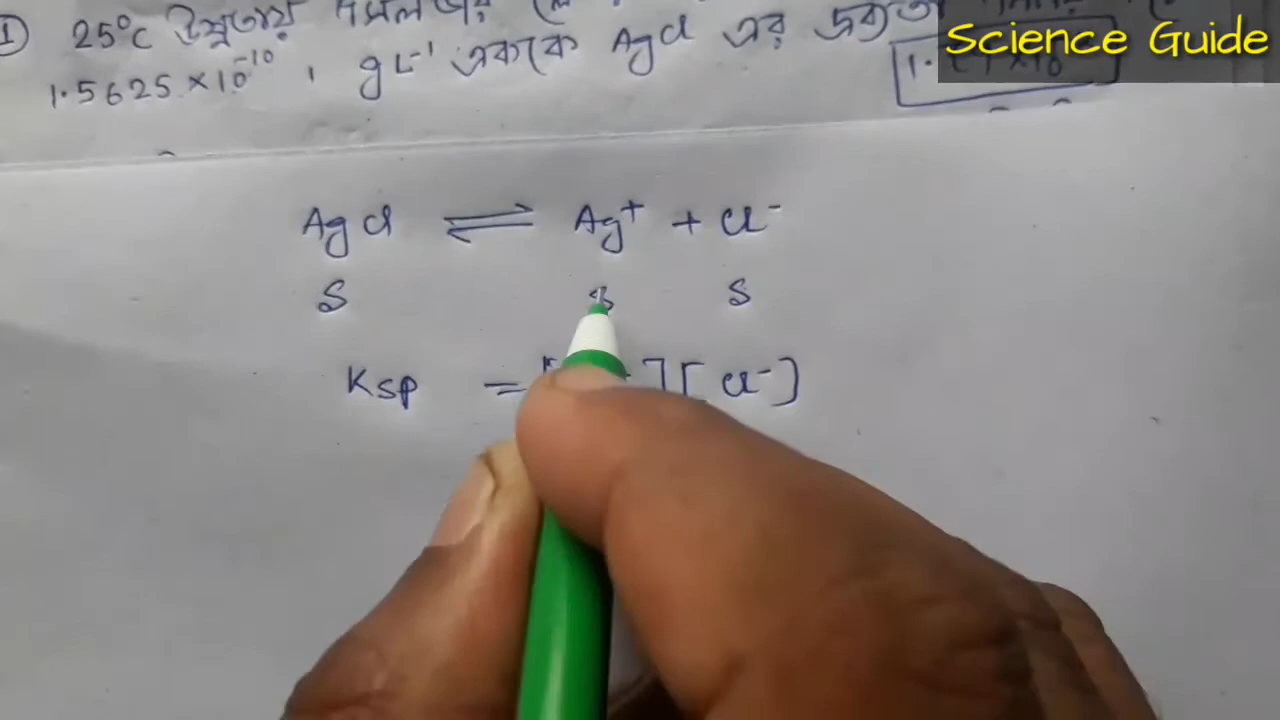 Science Guide
① 25°C উষ্ণতায়
1.5625 × 10⁻¹⁰, gL⁻¹ এককে AgCl এর
AgCl ⇌ Ag⁺ + Cl⁻
S S S
Ksp = [ ] [Cl⁻]